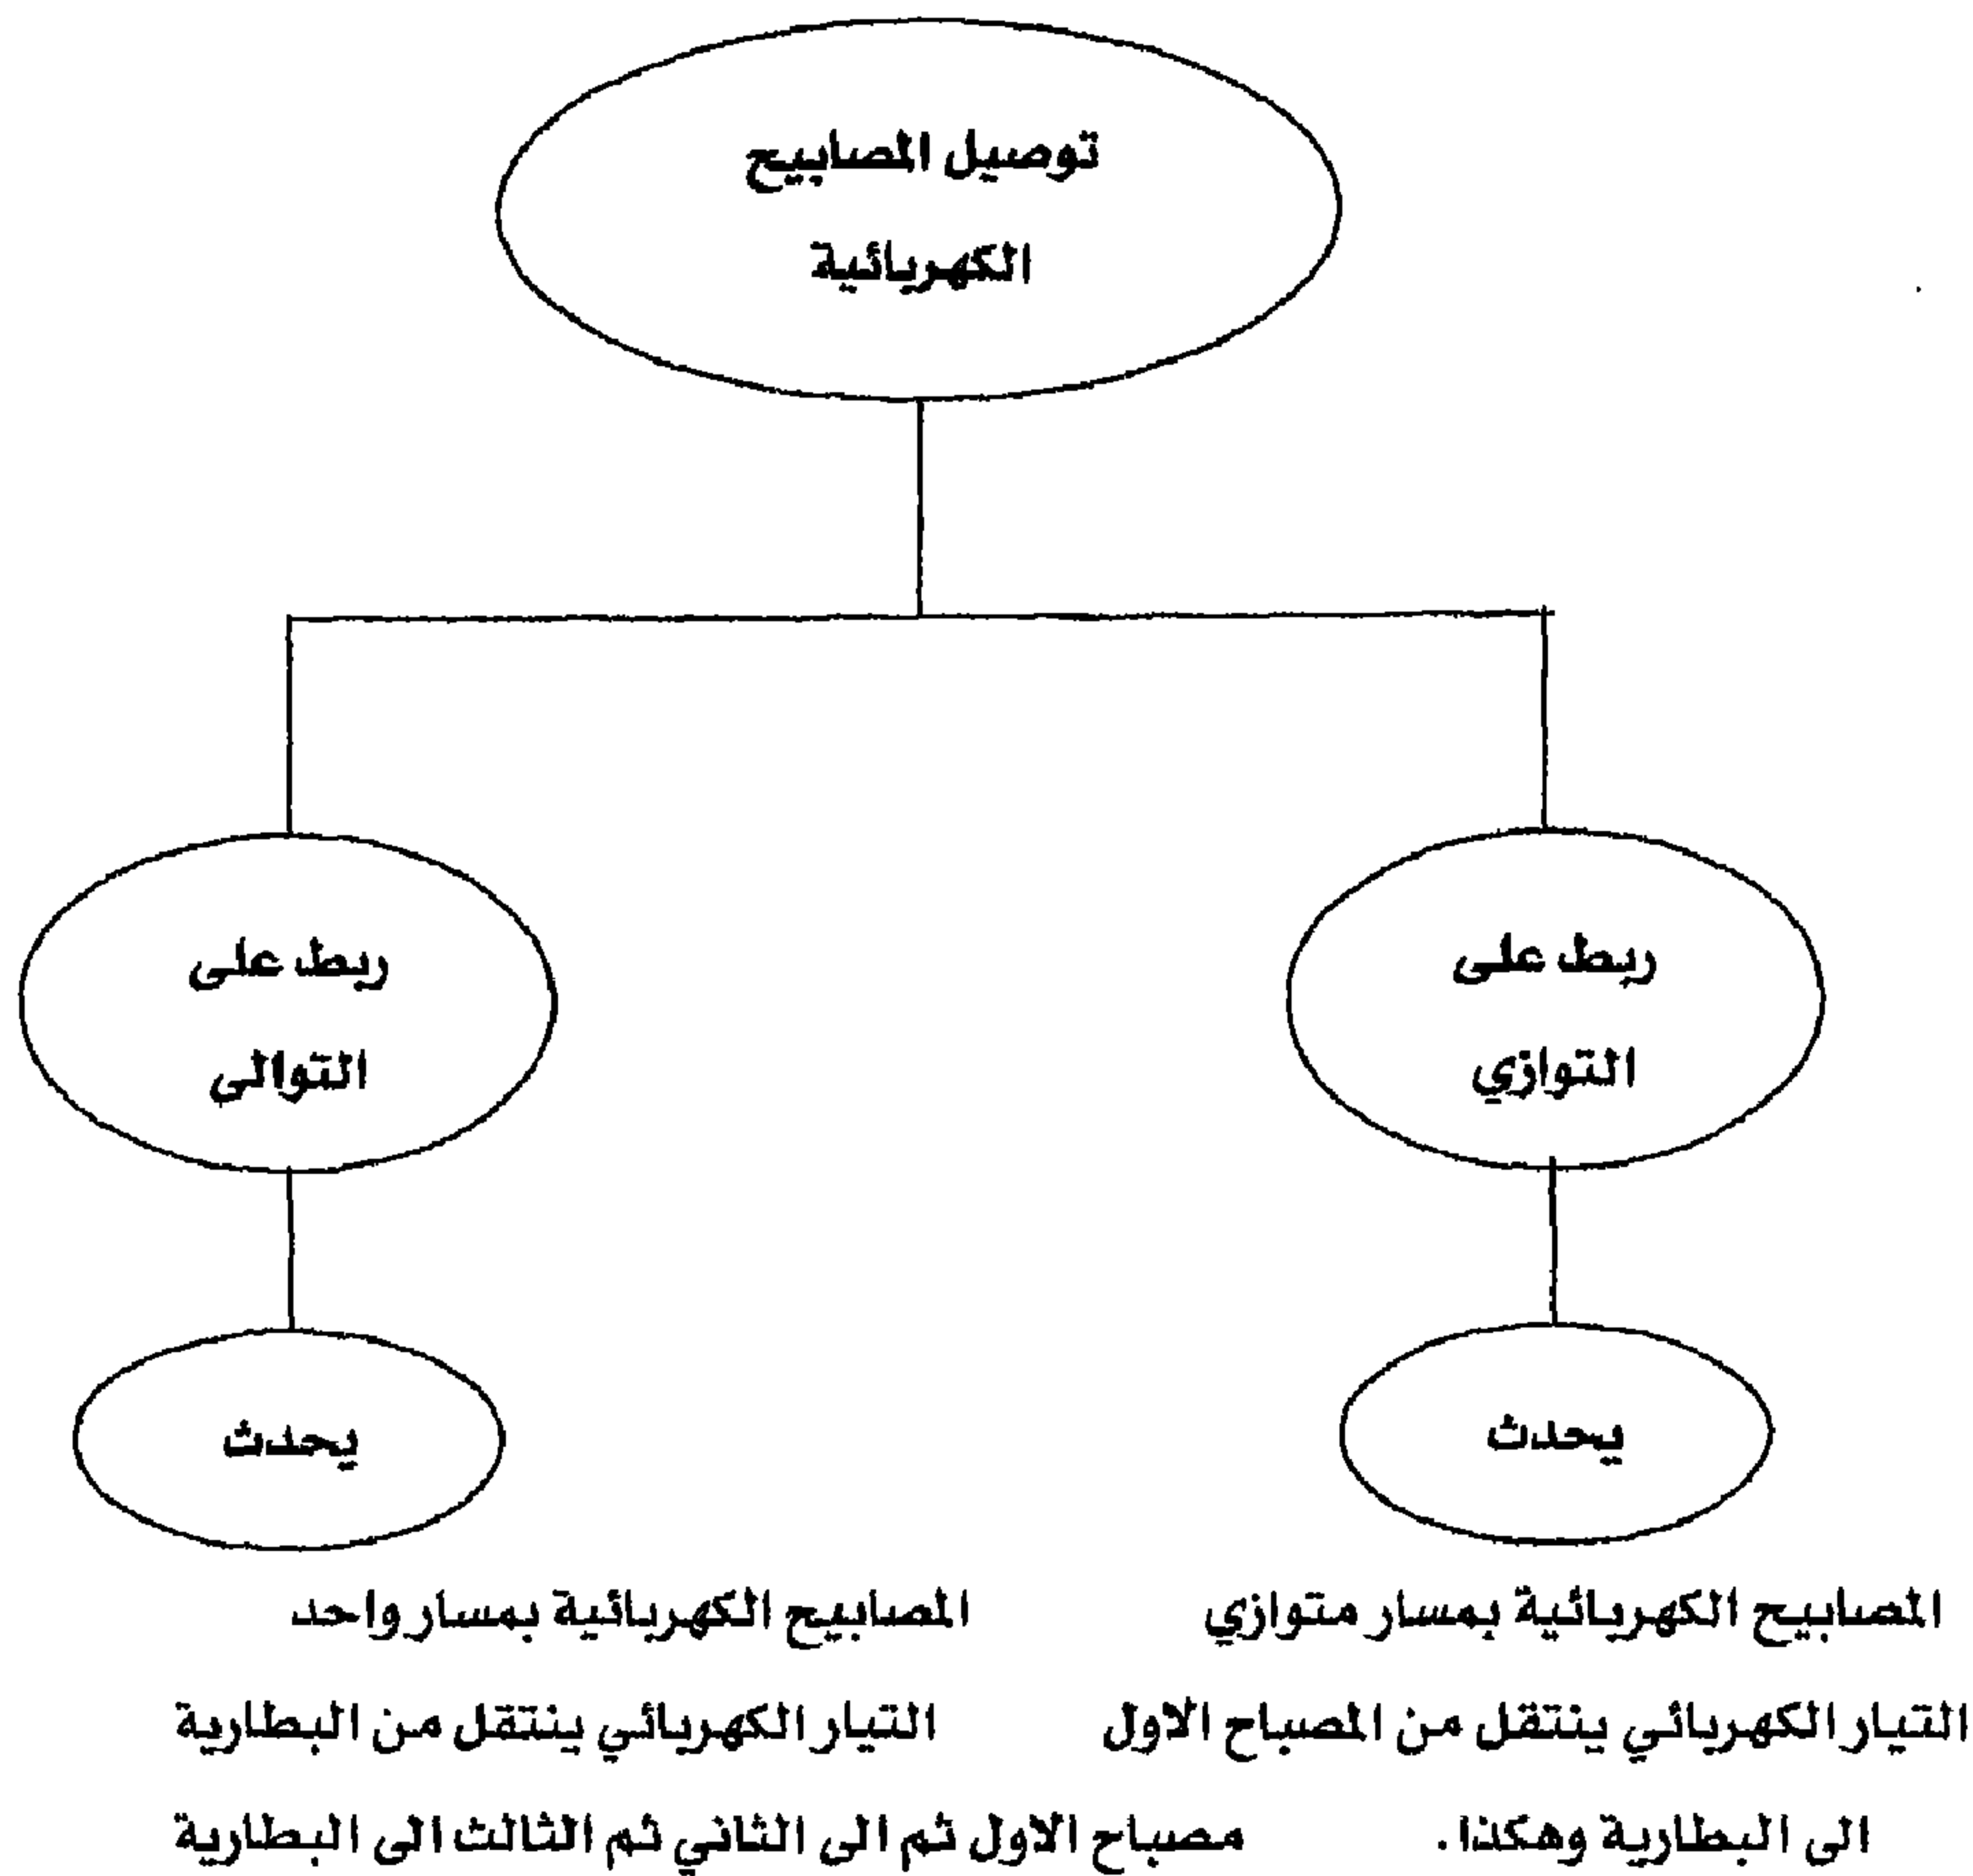 توصيل المصابيح
الكهربائية
ربط على
التوازي
ربط على
التوالي
يحدث
يحدث
المصابيح الكهربائية بمسار متوازي
التيار الكهربائي ينتقل من المصباح الاول
الى البطارية وهكذا.
المصابيح الكهربائية بمسار واحد
التيار الكهربائي ينتقل من البطارية
مصباح الاول ثم الى الثاني ثم الثالث الى البطارية